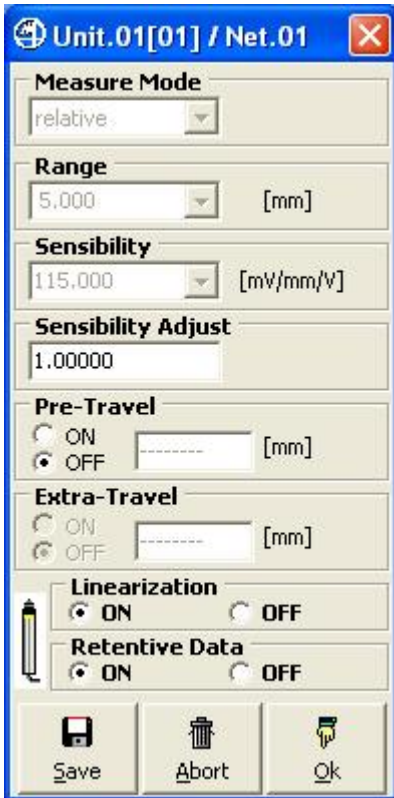 Unit.01[01] / Net.01
Measure Mode
relative
Range
5.000 [mm]
Sensibility
115.000 [mV/mm/V]
Sensibility Adjust
1.00000
Pre-Travel
ON
OFF -------- [mm]
Extra-Travel
ON
OFF -------- [mm]
Linearization
ON OFF
Retentive Data
ON OFF
Save Abort Ok